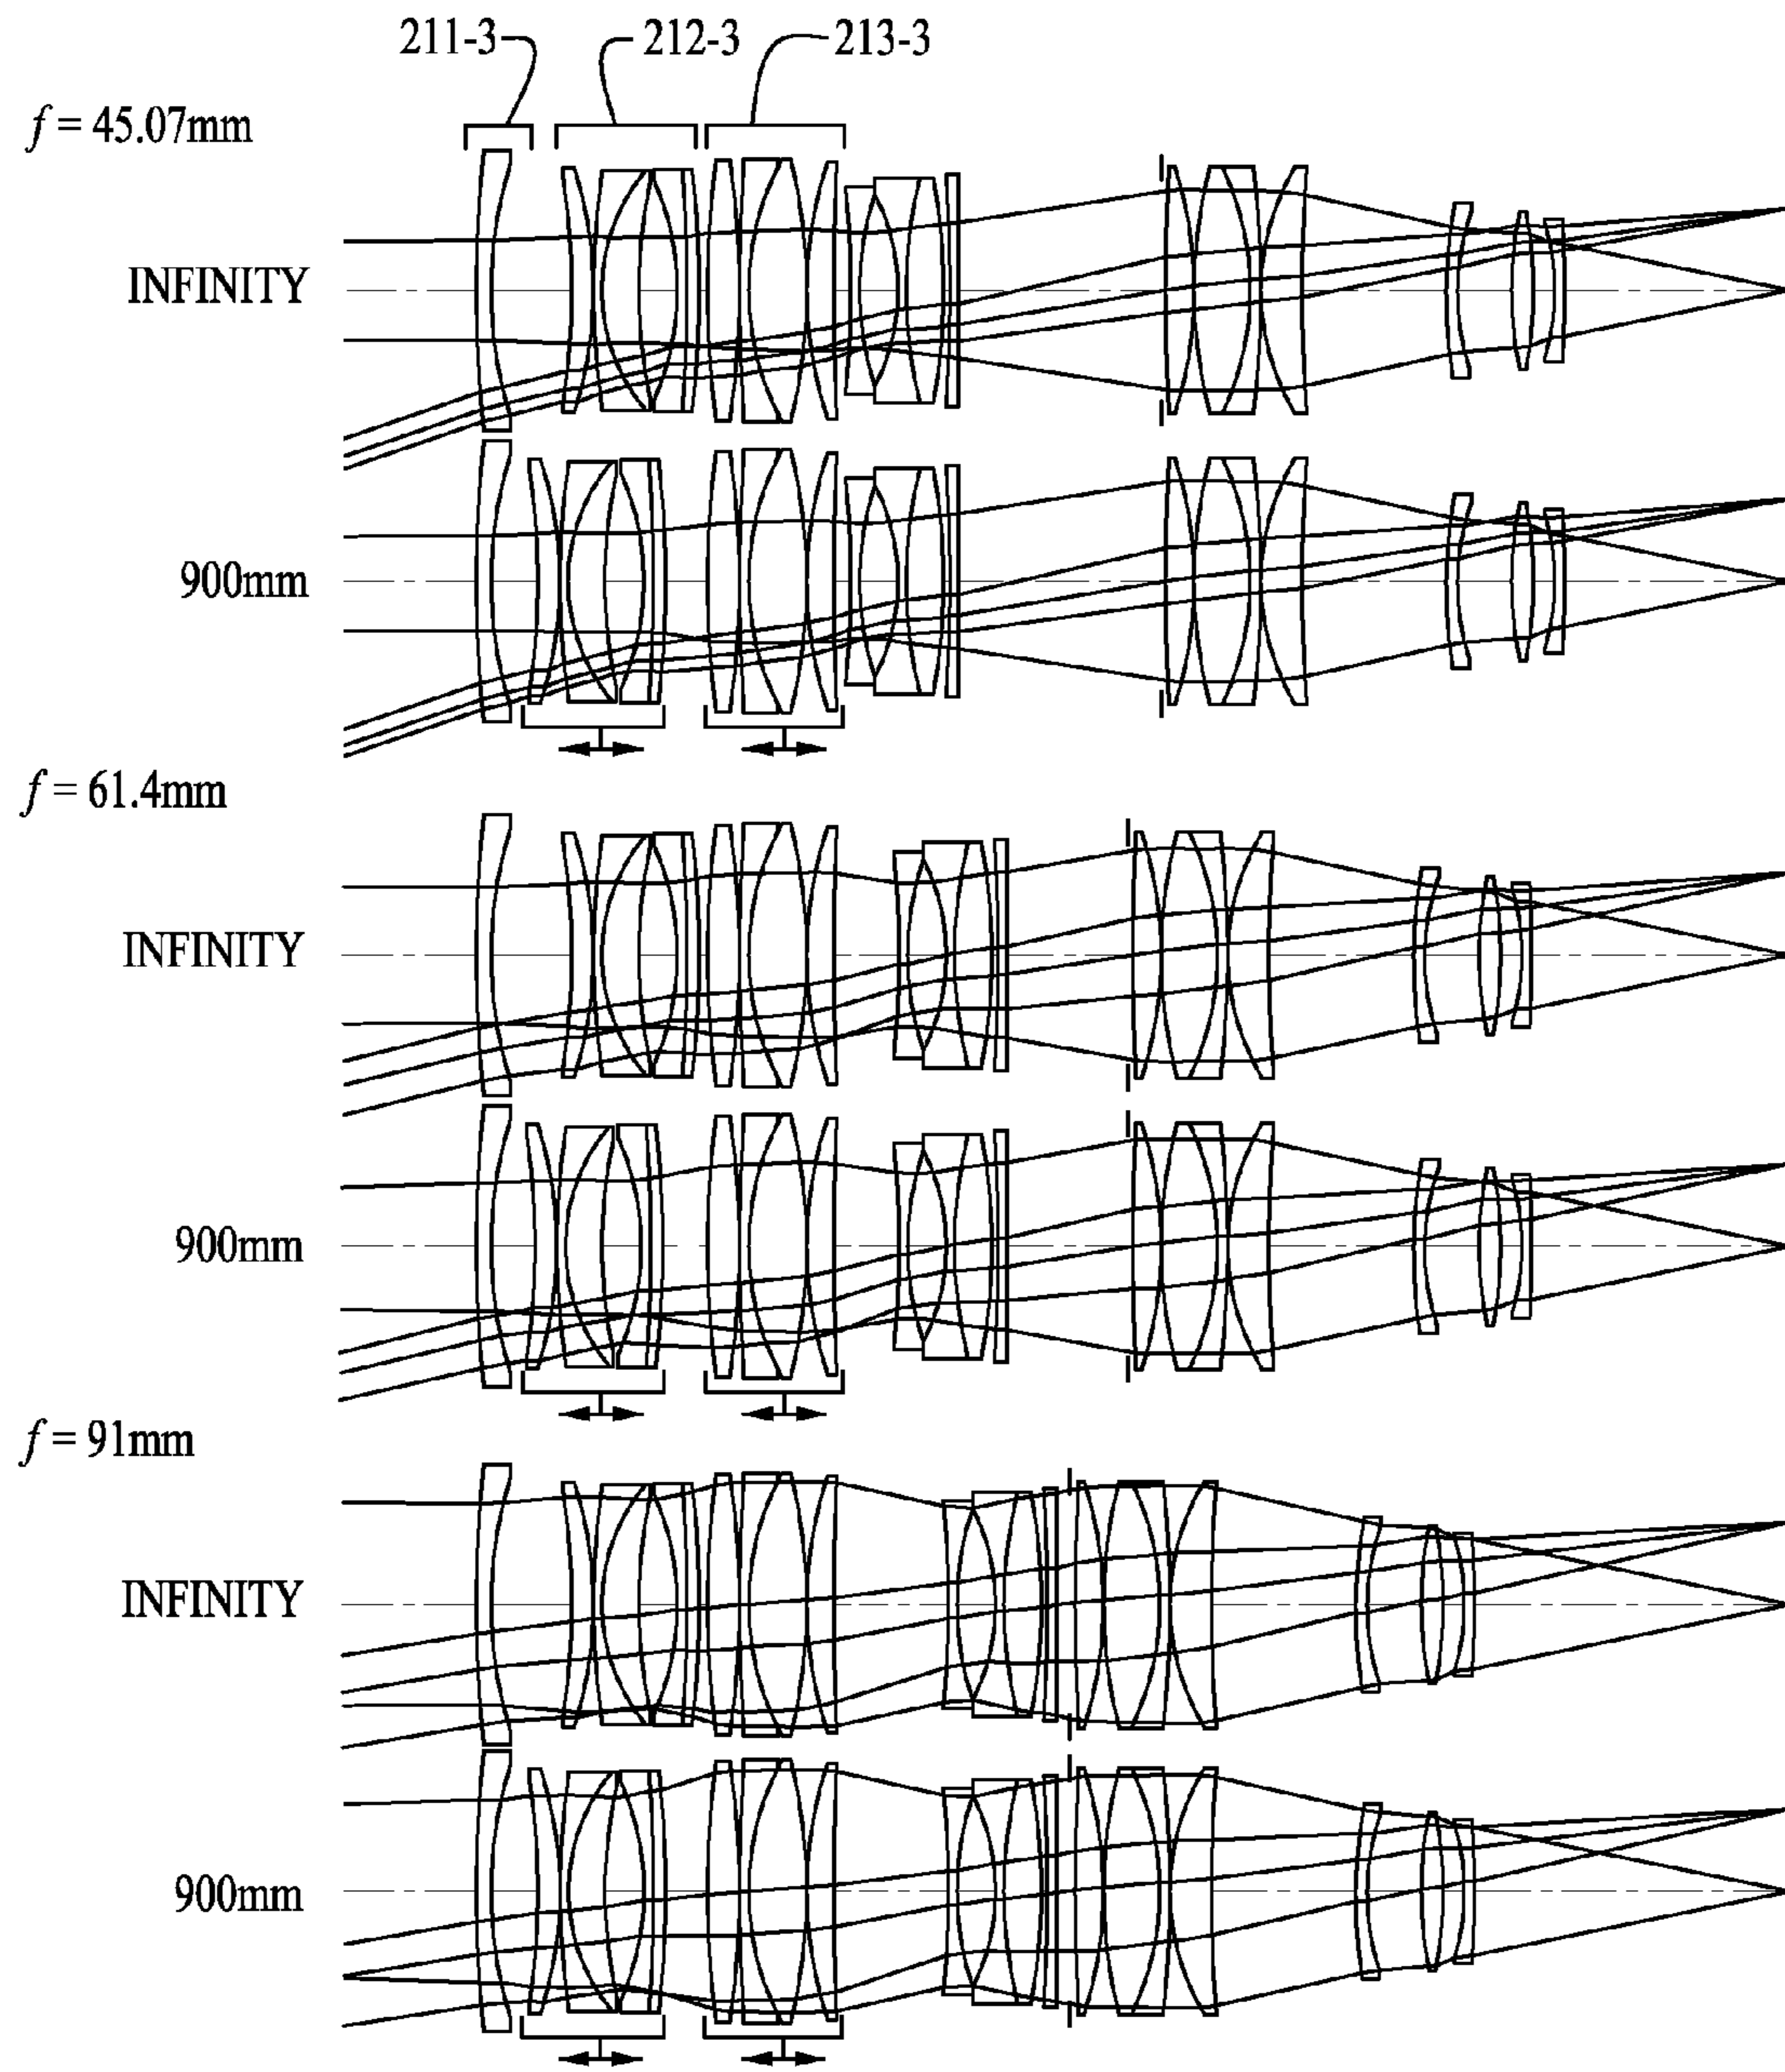 211-3 212-3 213-3
f = 45.07mm
INFINITY
900mm
f = 61.4mm
INFINITY
900mm
f = 91mm
INFINITY
900mm